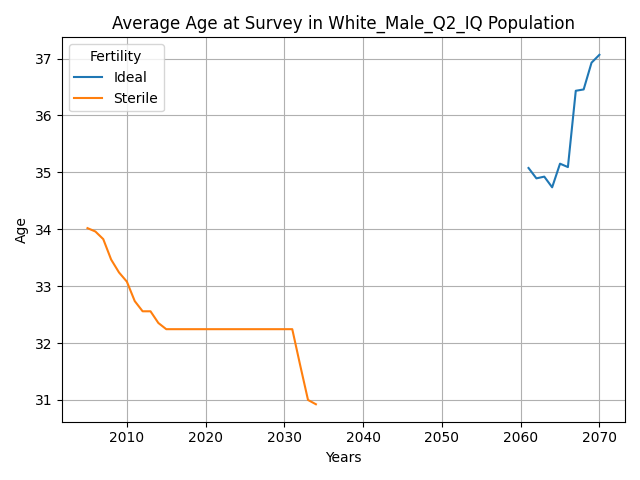 Average Age at Survey in White_Male_Q2_IQ Population
Fertility
Ideal
Sterile
Age
37
36
35
34
33
32
31
2010 2020 2030 2040 2050 2060 2070
Years